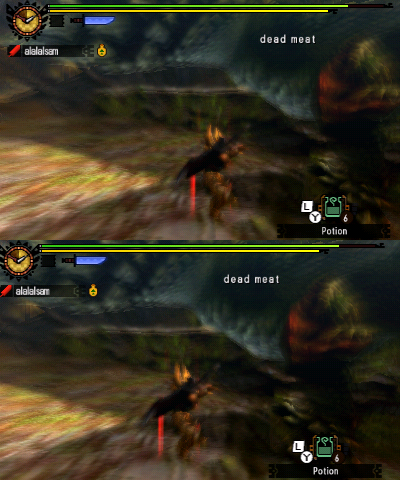 dead meat
alalalsam
L
Y
6
Potion
dead meat
alalalsam
L
Y
6
Potion